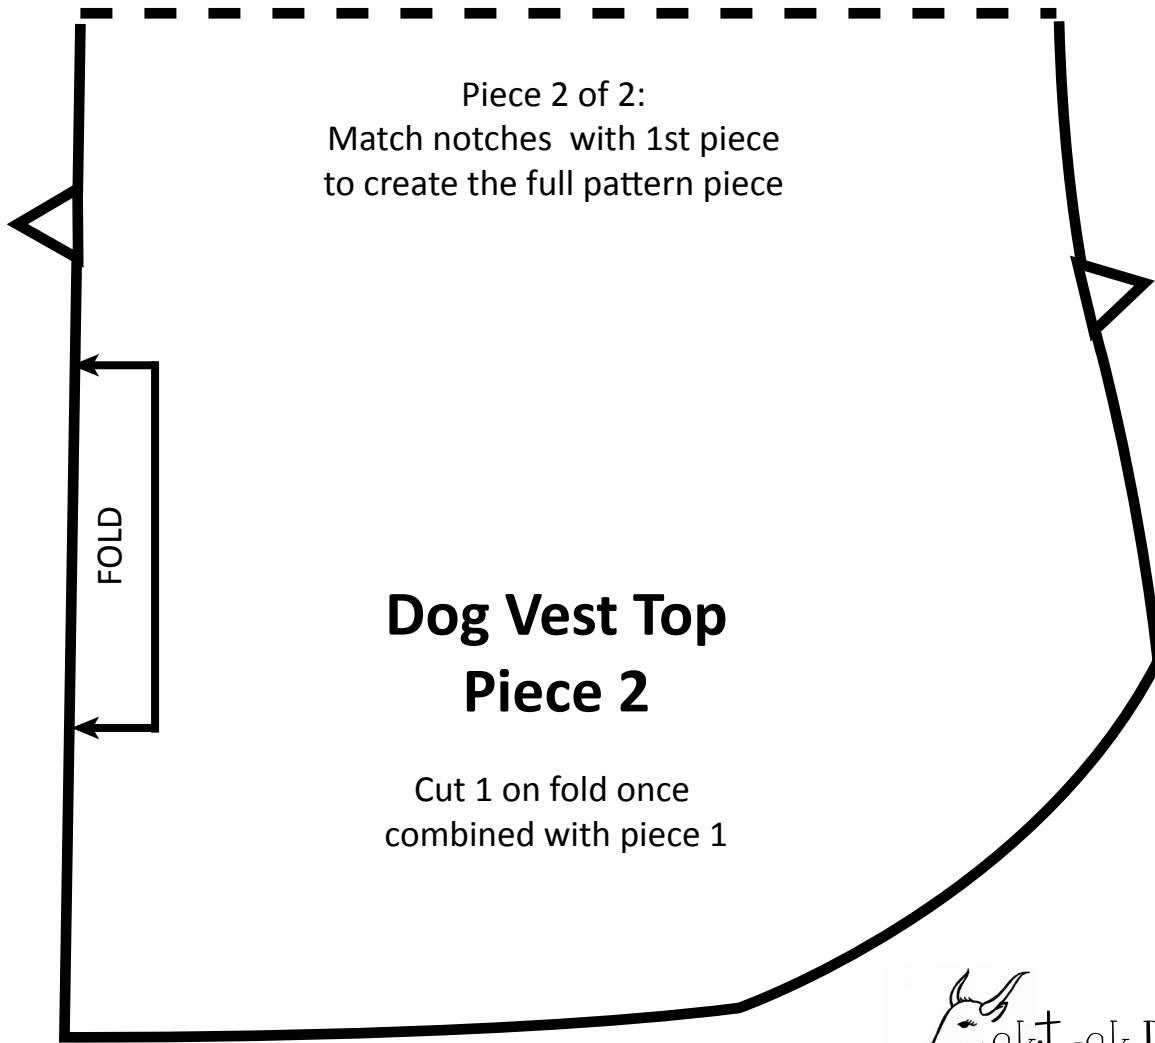 Piece 2 of 2:
Match notches with 1st piece
to create the full pattern piece
FOLD
Dog Vest Top
Piece 2
Cut 1 on fold once
combined with piece 1